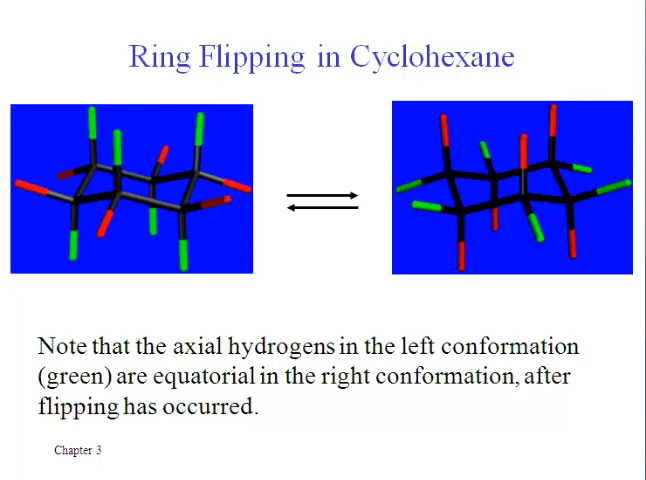 Ring Flipping in Cyclohexane
Note that the axial hydrogens in the left conformation
(green) are equatorial in the right conformation, after
flipping has occurred.
Chapter 3